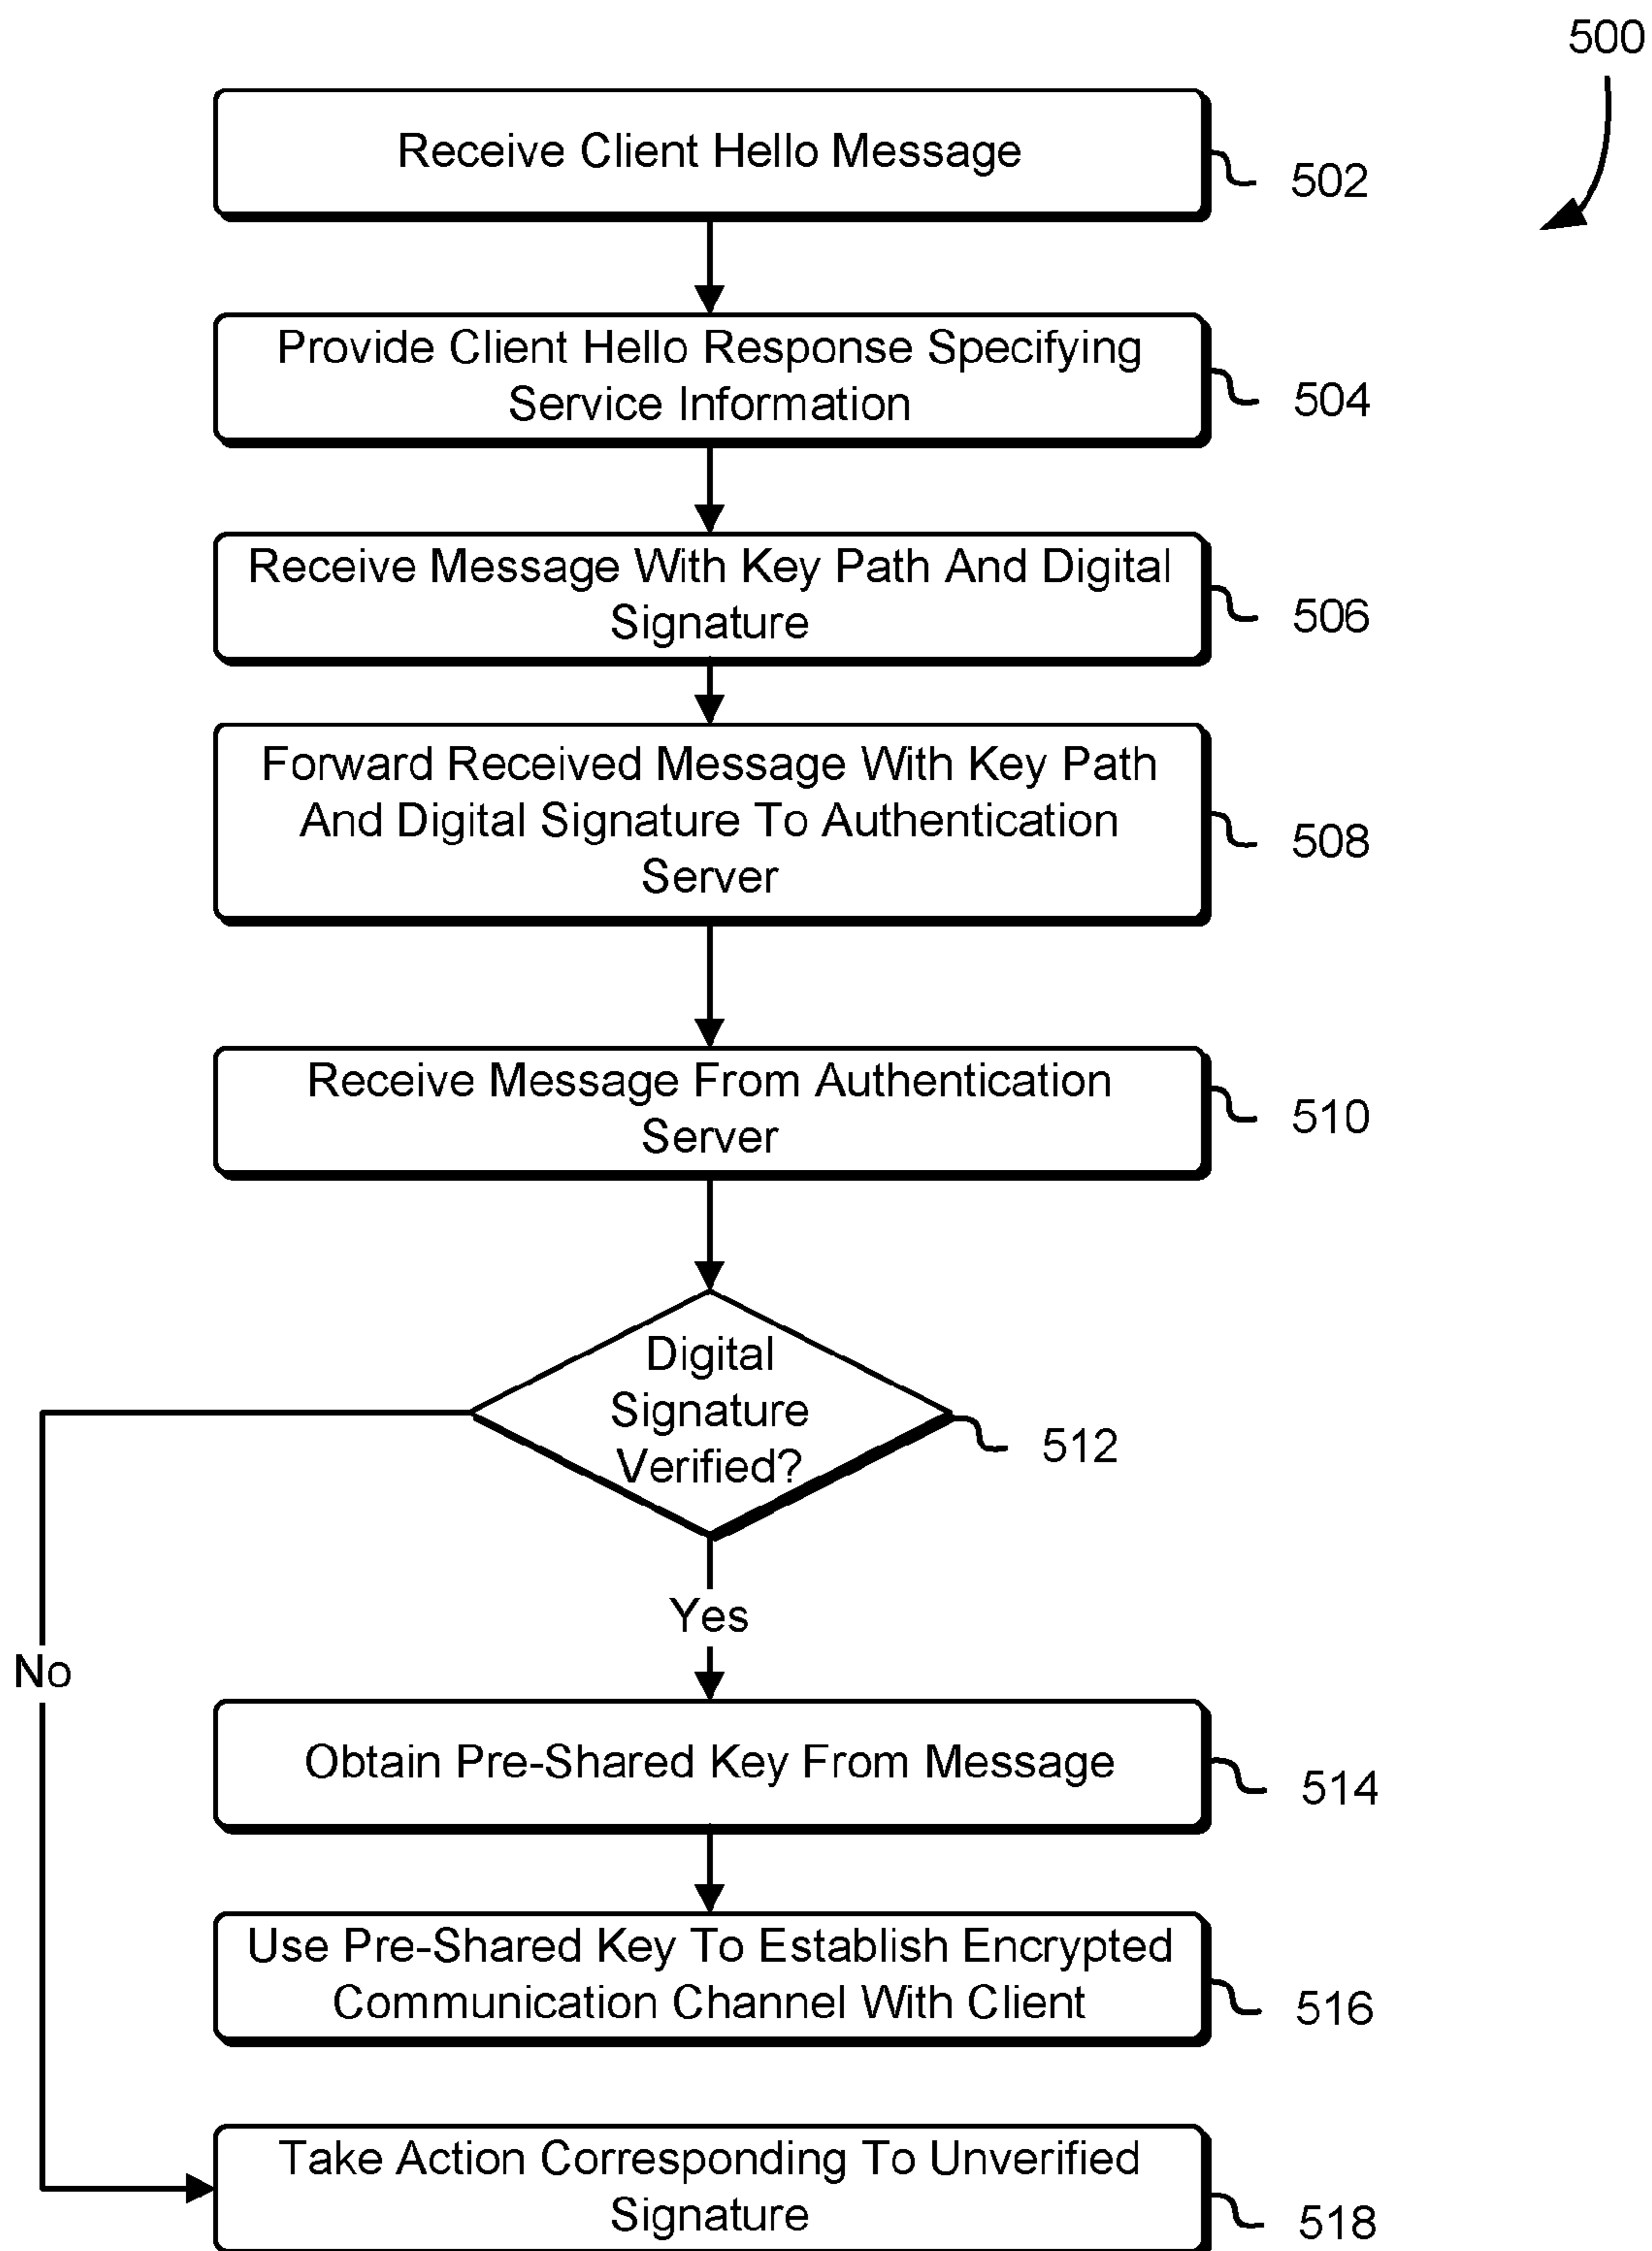 500
Receive Client Hello Message
502
Provide Client Hello Response Specifying
Service Information
504
Receive Message With Key Path And Digital
Signature
506
Forward Received Message With Key Path
And Digital Signature To Authentication
Server
508
Receive Message From Authentication
Server
510
Digital
Signature
Verified?
512
Yes
No
Obtain Pre-Shared Key From Message
514
Use Pre-Shared Key To Establish Encrypted
Communication Channel With Client
516
Take Action Corresponding To Unverified
Signature
518